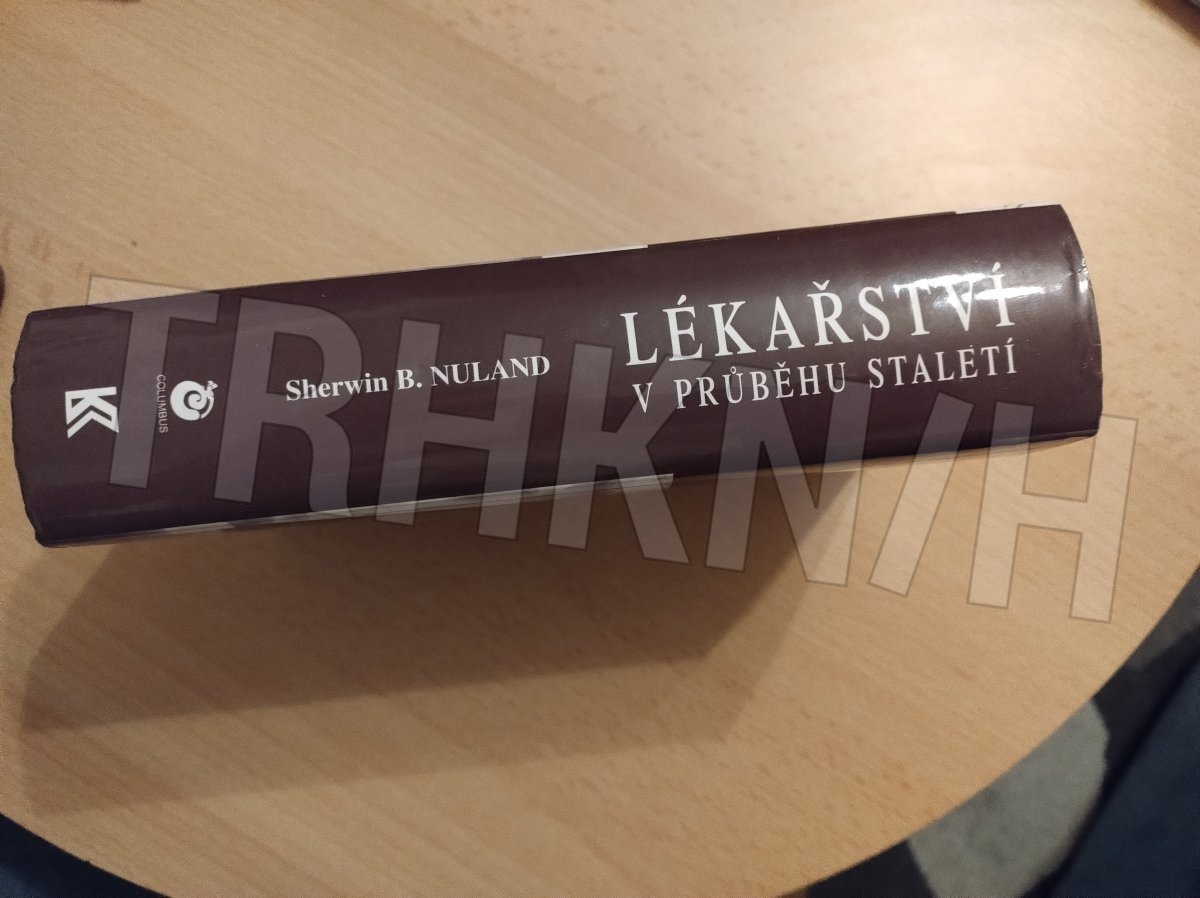 LÉKAŘSTVÍ
V PRŮBĚHU STALETÍ
Sherwin B. NULAND
COLUMBUS
K
TRHKNIH